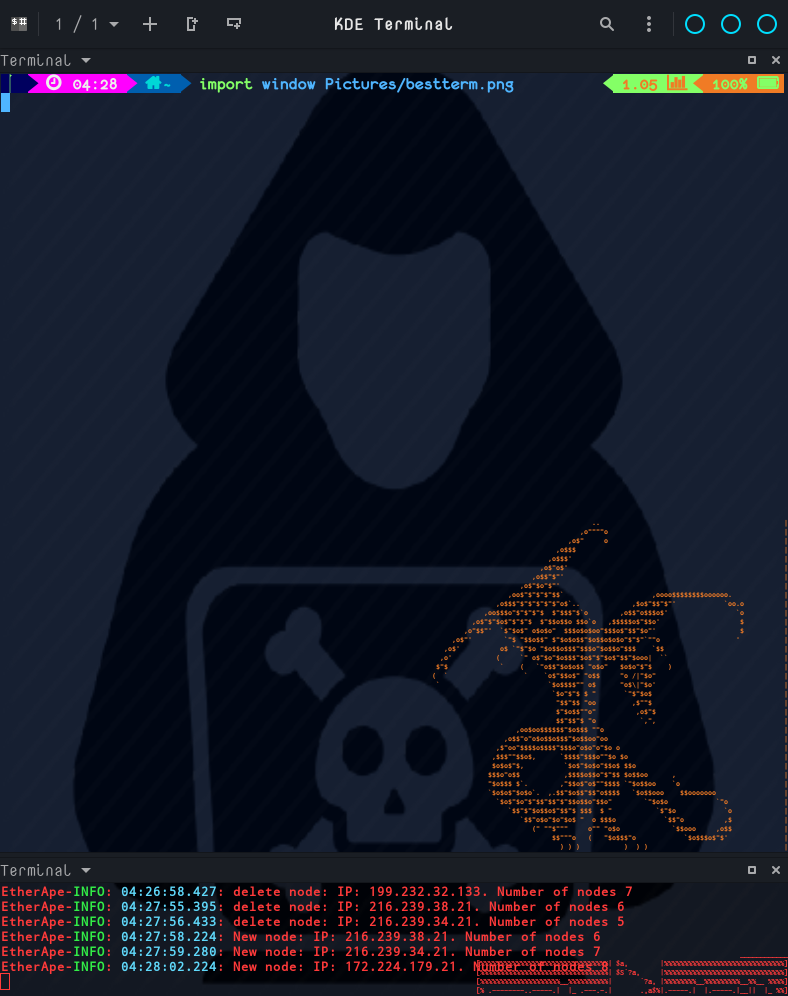 1 / 1
KDE Terminal
Terminal
04:28 ~ import window Pictures/bestterm.png 1.05 100%
Terminal
EtherApe-INFO: 04:26:58.427: delete node: IP: 199.232.32.133. Number of nodes 7
EtherApe-INFO: 04:27:55.395: delete node: IP: 216.239.38.21. Number of nodes 6
EtherApe-INFO: 04:27:56.433: delete node: IP: 216.239.34.21. Number of nodes 5
EtherApe-INFO: 04:27:58.224: New node: IP: 216.239.38.21. Number of nodes 6
EtherApe-INFO: 04:27:59.280: New node: IP: 216.239.34.21. Number of nodes 7
EtherApe-INFO: 04:28:02.224: New node: IP: 172.224.179.21. Number of nodes 8